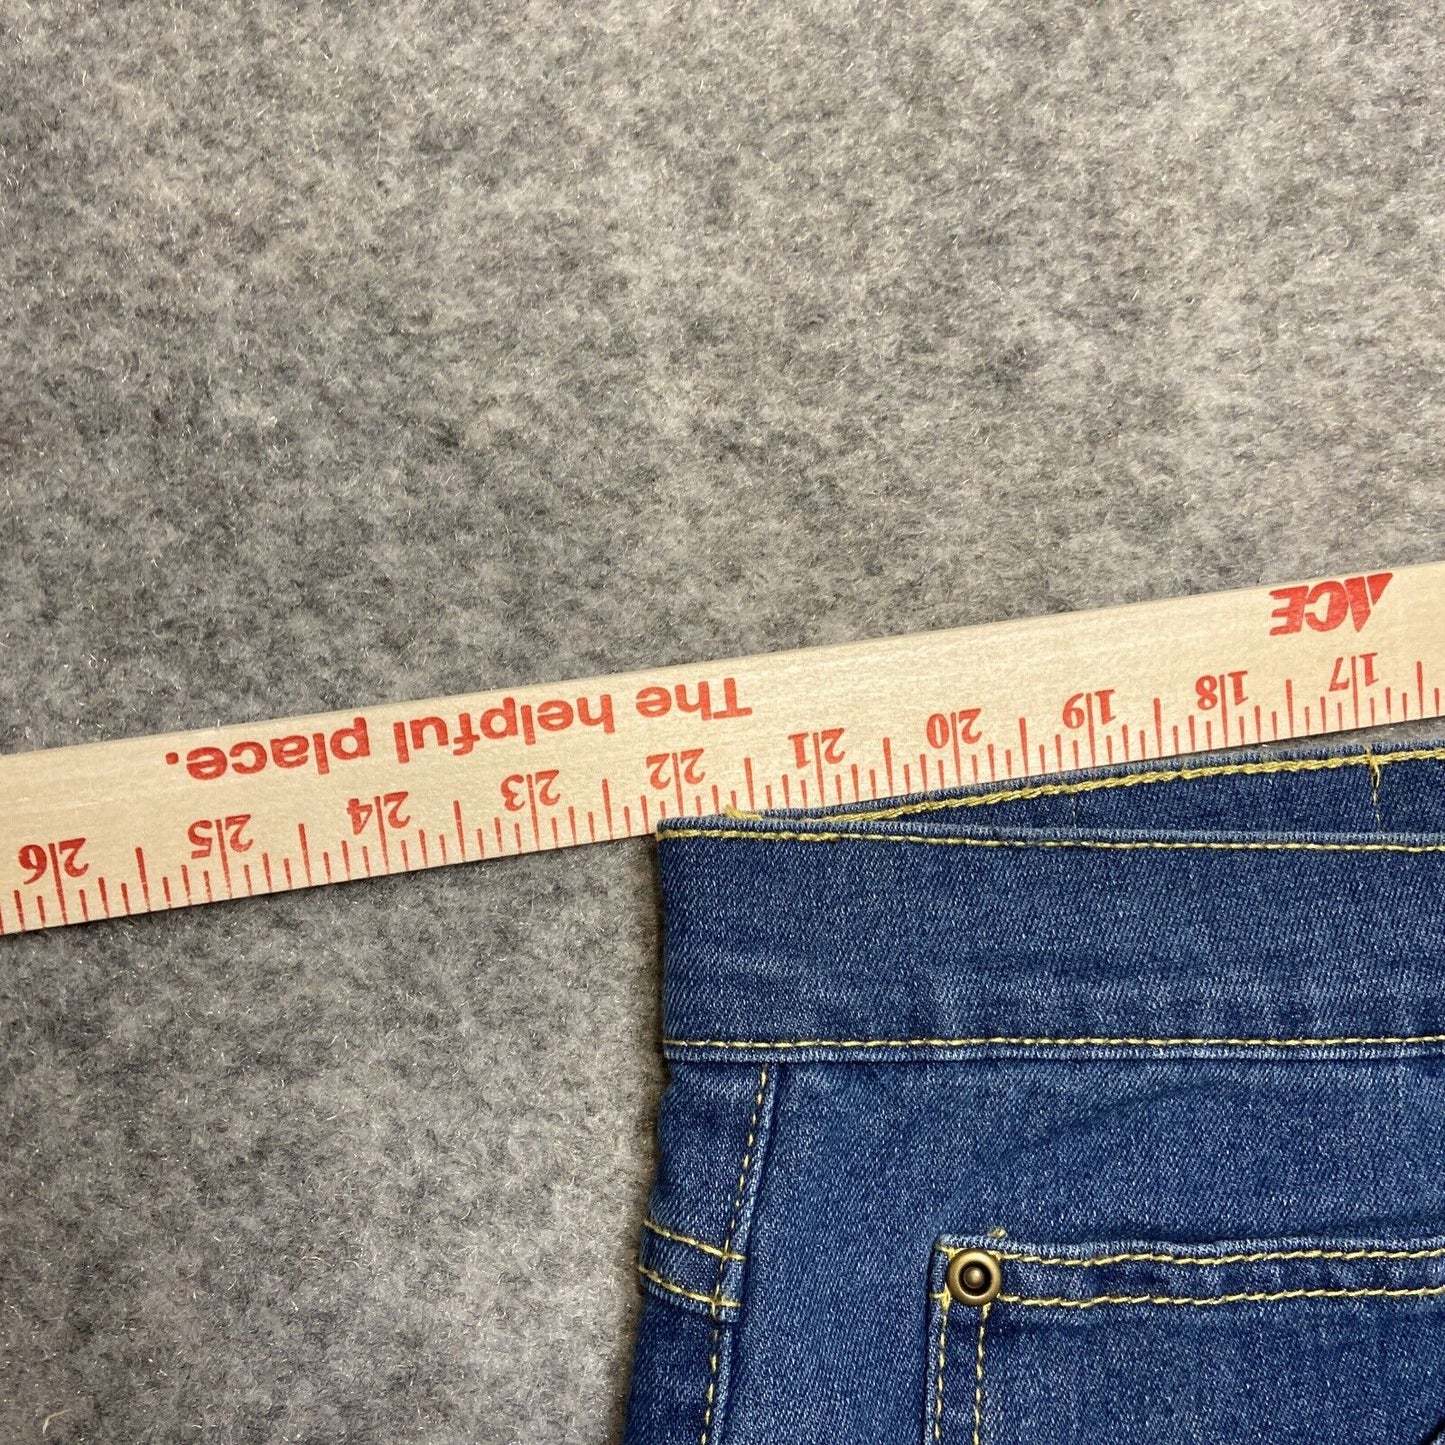 ACE
The helpful place.
17 18 19 20 21 22 23 24 25 26